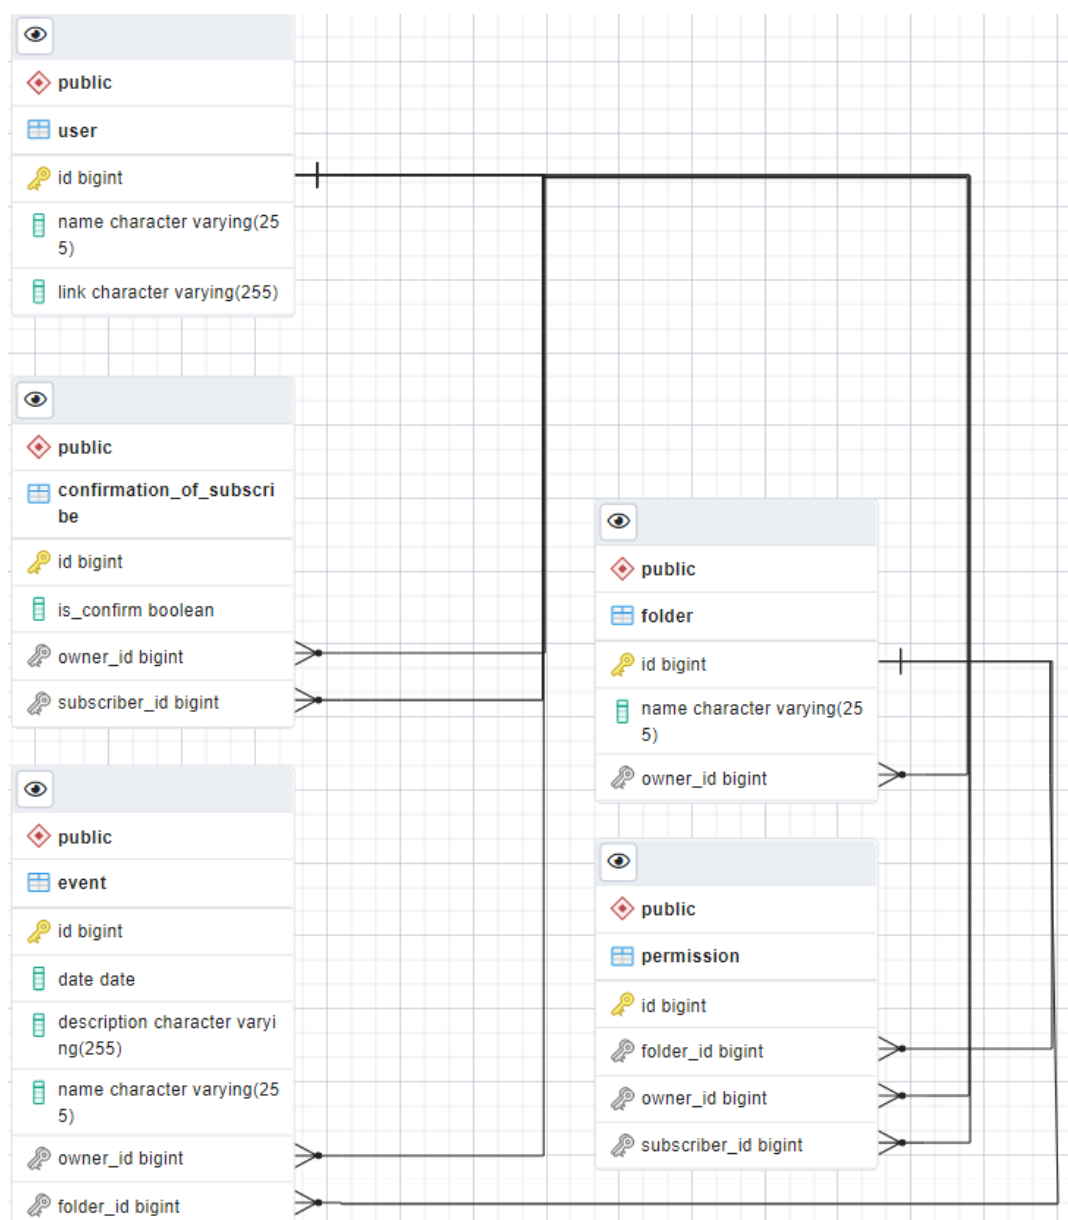 public
user
id bigint
name character varying(25
5)
link character varying(255)
public
confirmation_of_subscri
be
id bigint
is_confirm boolean
owner_id bigint
subscriber_id bigint
public
event
id bigint
date date
description character varyi
ng(255)
name character varying(25
5)
owner_id bigint
folder_id bigint
public
folder
id bigint
name character varying(25
5)
owner_id bigint
public
permission
id bigint
folder_id bigint
owner_id bigint
subscriber_id bigint